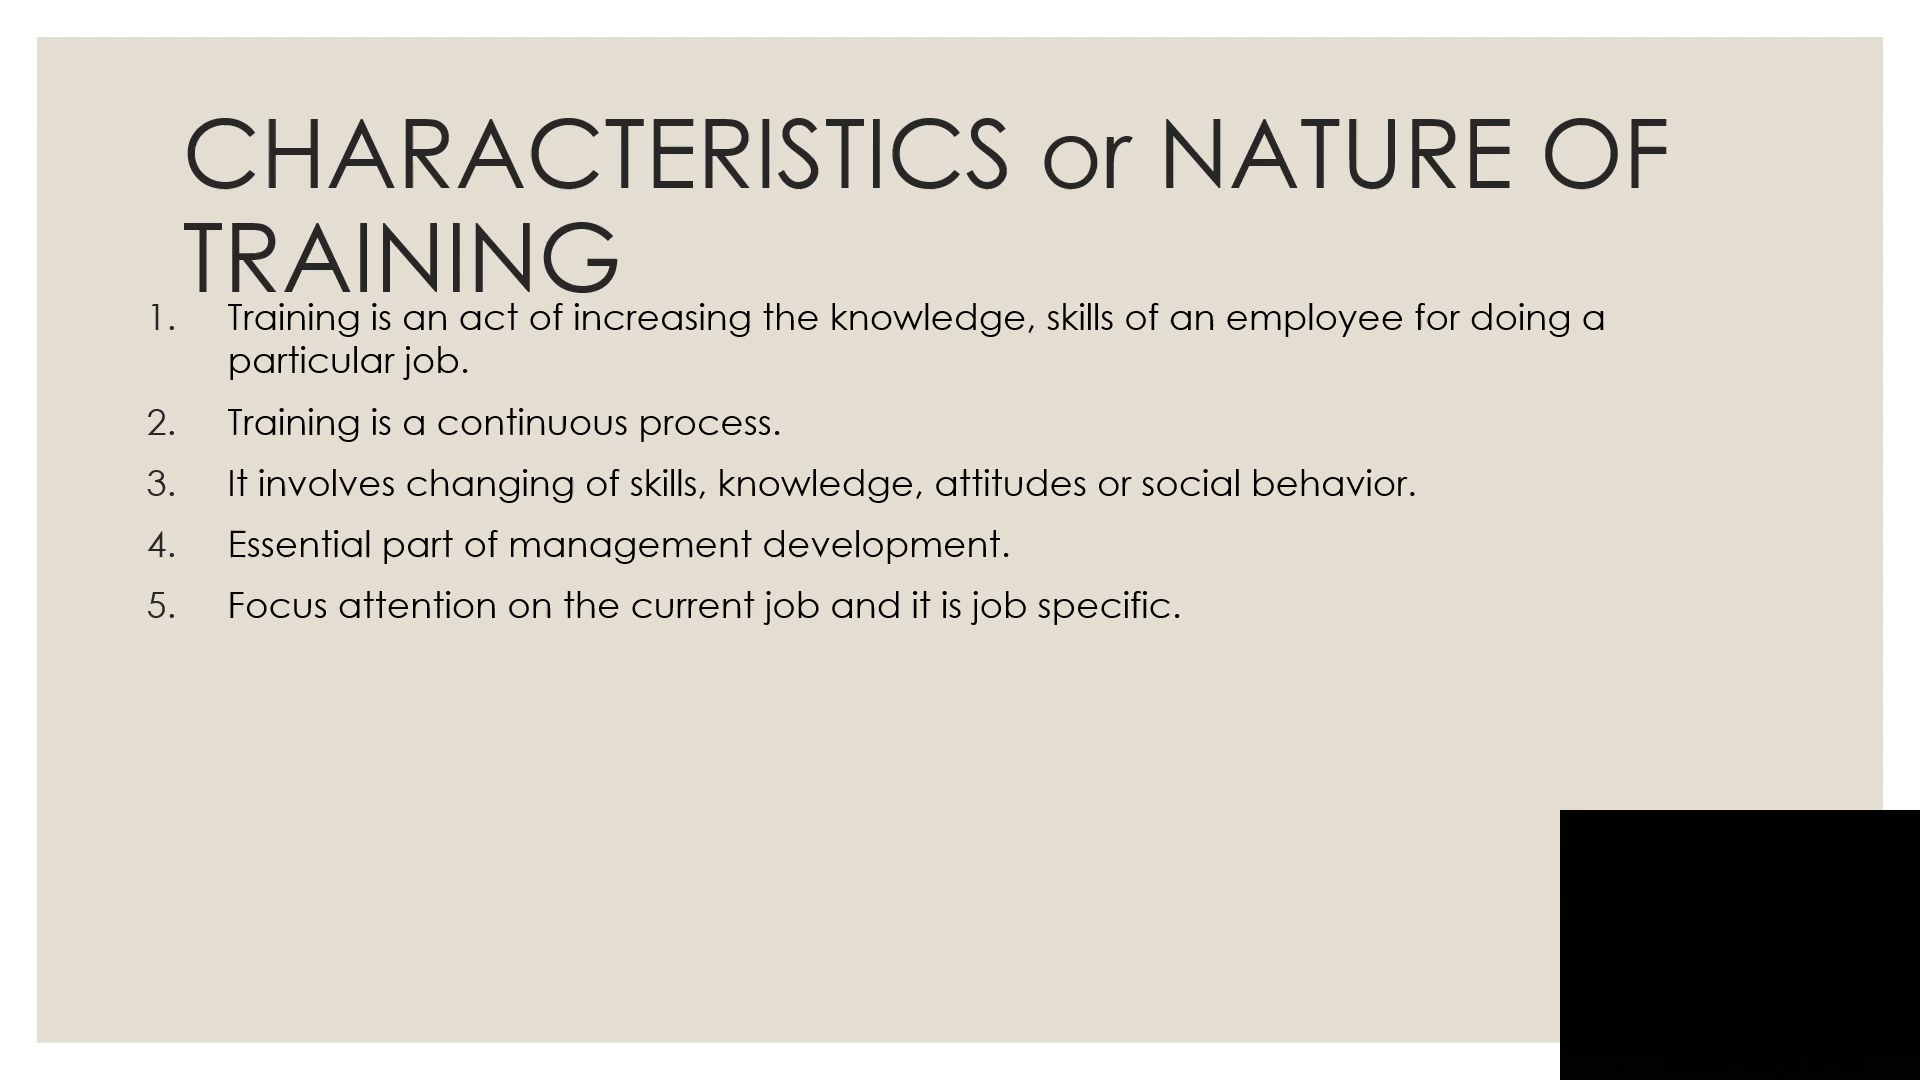 CHARACTERISTICS or NATURE OF
TRAINING
1. Training is an act of increasing the knowledge, skills of an employee for doing a
particular job.
2. Training is a continuous process.
3. It involves changing of skills, knowledge, attitudes or social behavior.
4. Essential part of management development.
5. Focus attention on the current job and it is job specific.